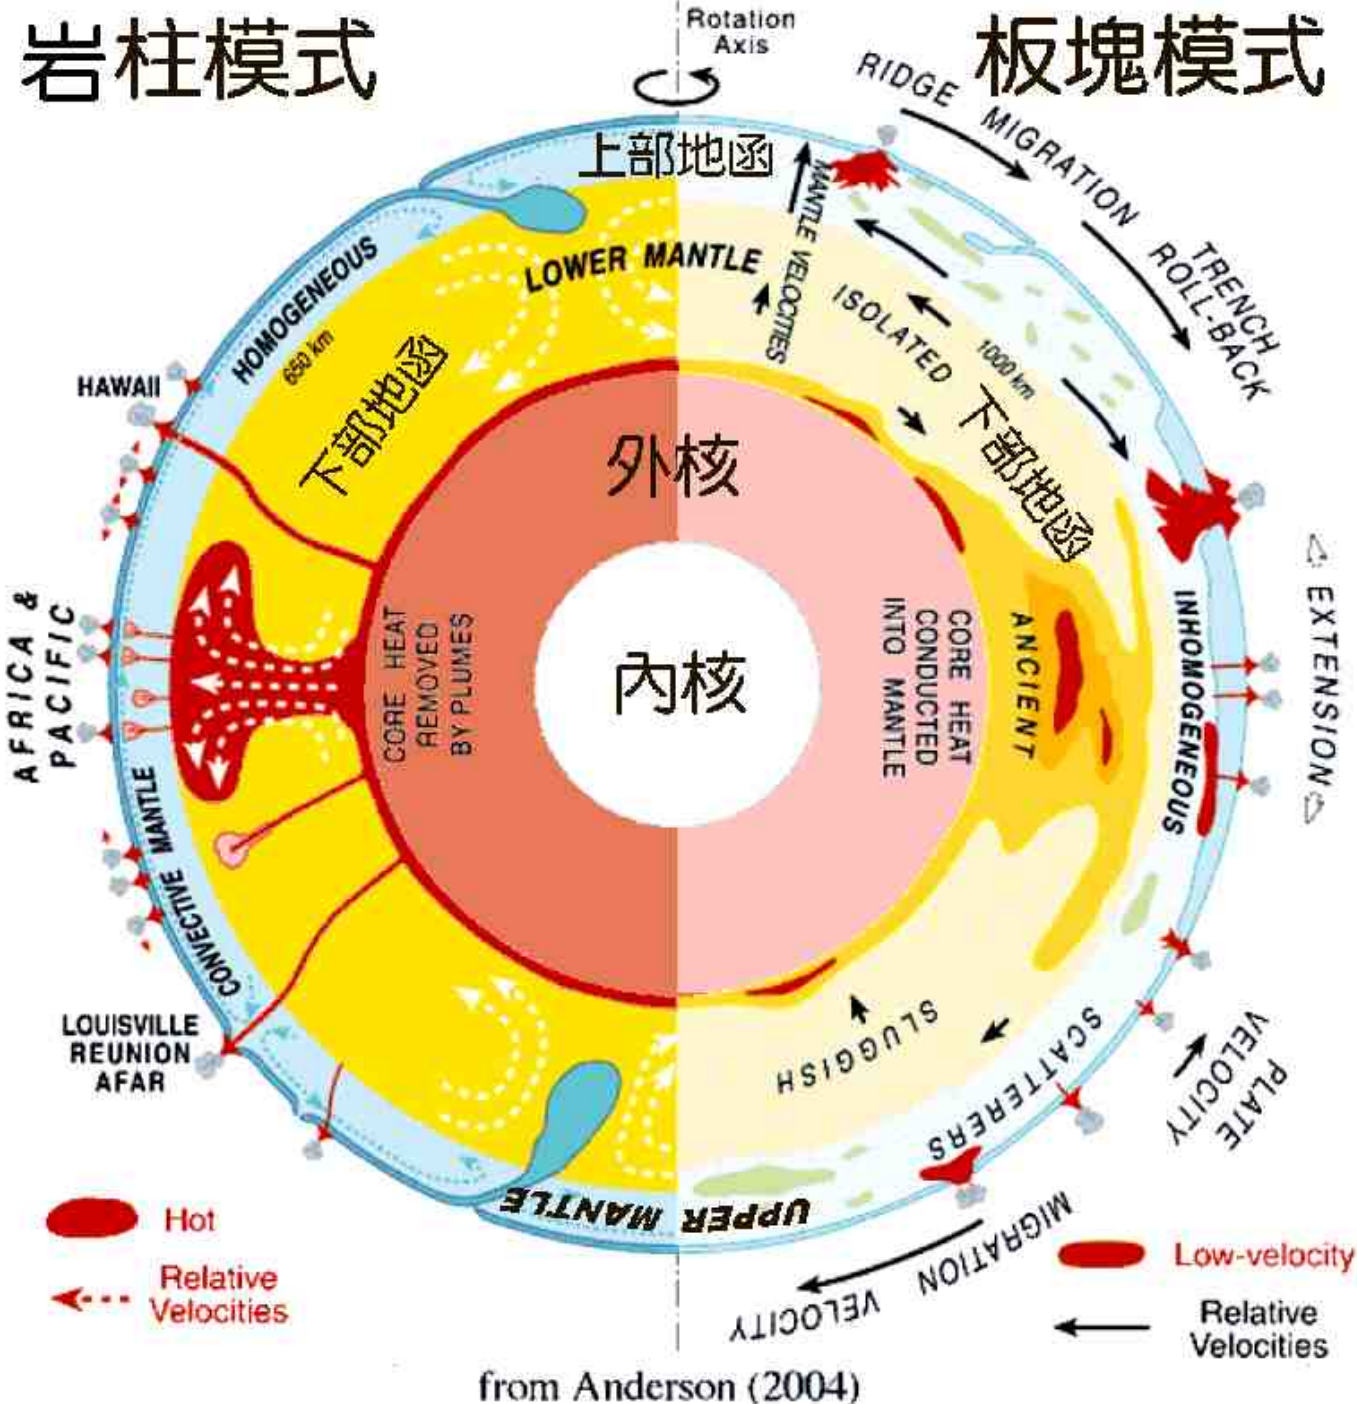 岩柱模式
Rotation
Axis
板塊模式
RIDGE MIGRATION
TRENCH
ROLL-BACK
上部地函
MANTLE VELOCITIES
LOWER MANTLE
ISOLATED
1000 km
HOMOGENEOUS
650 km
HAWAII
下部地函
下部地函
外核
內核
AFRICA &
PACIFIC
CORE HEAT
REMOVED
BY PLUMES
CORE HEAT
CONDUCTED
INTO MANTLE
ANCIENT
INHOMOGENEOUS
EXTENSION
CONVECTIVE MANTLE
LOUISVILLE
REUNION
AFAR
SLUGGISH
SCATTERERS
PLATE
VELOCITY
UPPER MANTLE
MIGRATION VELOCITY
Hot
Relative
Velocities
Low-velocity
Relative
Velocities
from Anderson (2004)